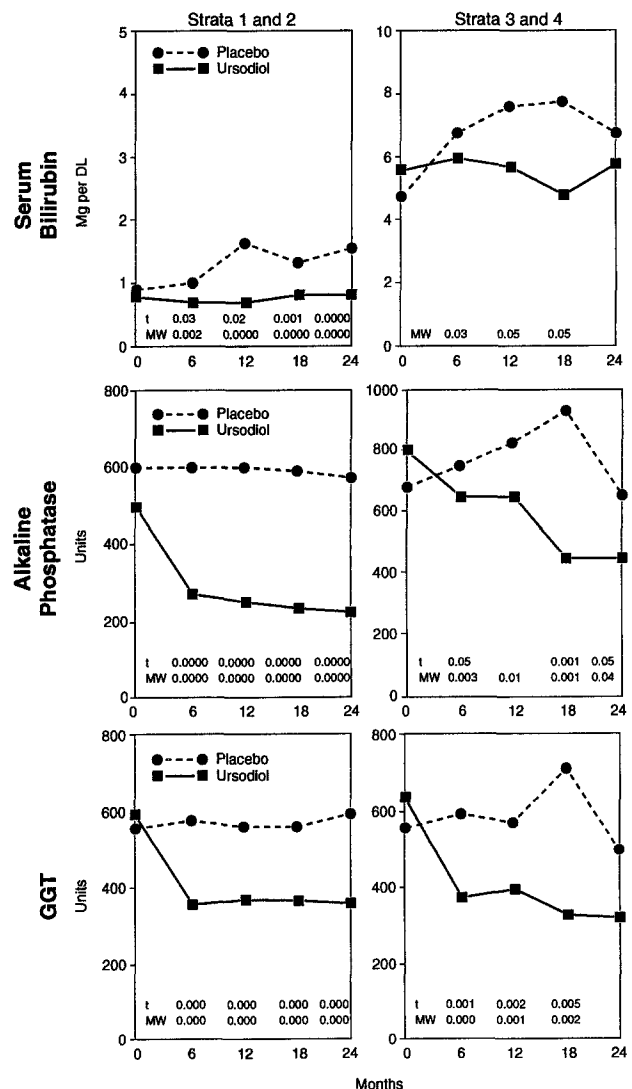 Strata 1 and 2
Strata 3 and 4
Serum
Bilirubin
Mg per DL
5
4
3
2
1
0
Placebo
Ursodiol
t 0.03 0.02 0.001 0.0000
MW 0.002 0.0000 0.0000 0.0000
0 6 12 18 24
10
8
6
4
2
0
MW 0.03 0.05 0.05
0 6 12 18 24
Alkaline
Phosphatase
Units
800
600
400
200
0
Placebo
Ursodiol
t 0.0000 0.0000 0.0000 0.0000
MW 0.0000 0.0000 0.0000 0.0000
0 6 12 18 24
1000
800
600
400
200
0
t 0.05 0.001 0.05
MW 0.003 0.01 0.001 0.04
0 6 12 18 24
GGT
Units
800
600
400
200
0
Placebo
Ursodiol
t 0.000 0.000 0.000 0.000
MW 0.000 0.000 0.000 0.000
0 6 12 18 24
800
600
400
200
0
t 0.001 0.002 0.005
MW 0.000 0.001 0.002
0 6 12 18 24
Months